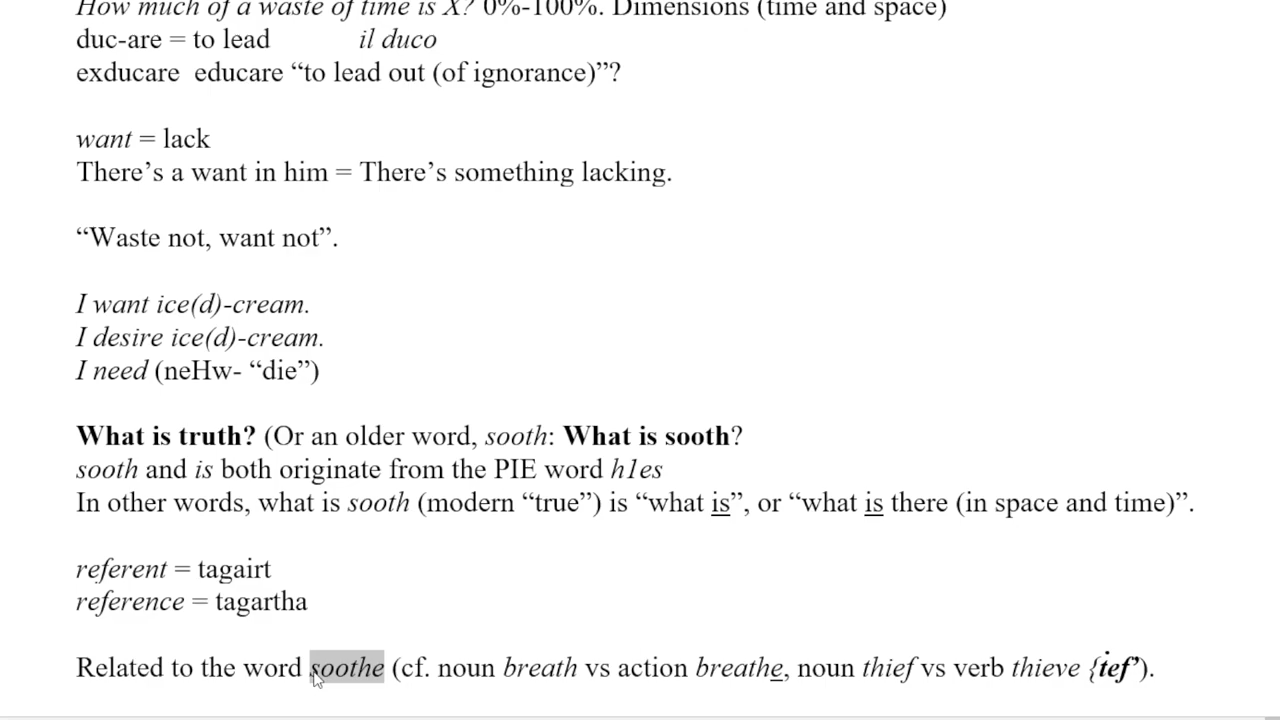 How much of a waste of time is X? 0%-100%. Dimensions (time and space)
duc-are = to lead il duco
exducare educare “to lead out (of ignorance)”?
want = lack
There’s a want in him = There’s something lacking.
“Waste not, want not”.
I want ice(d)-cream.
I desire ice(d)-cream.
I need (neHw- “die”)
What is truth? (Or an older word, sooth: What is sooth?
sooth and is both originate from the PIE word h1es
In other words, what is sooth (modern “true”) is “what is”, or “what is there (in space and time)”.
referent = tagairt
reference = tagartha
Related to the word soothe (cf. noun breath vs action breathe, noun thief vs verb thieve {ṫef’).